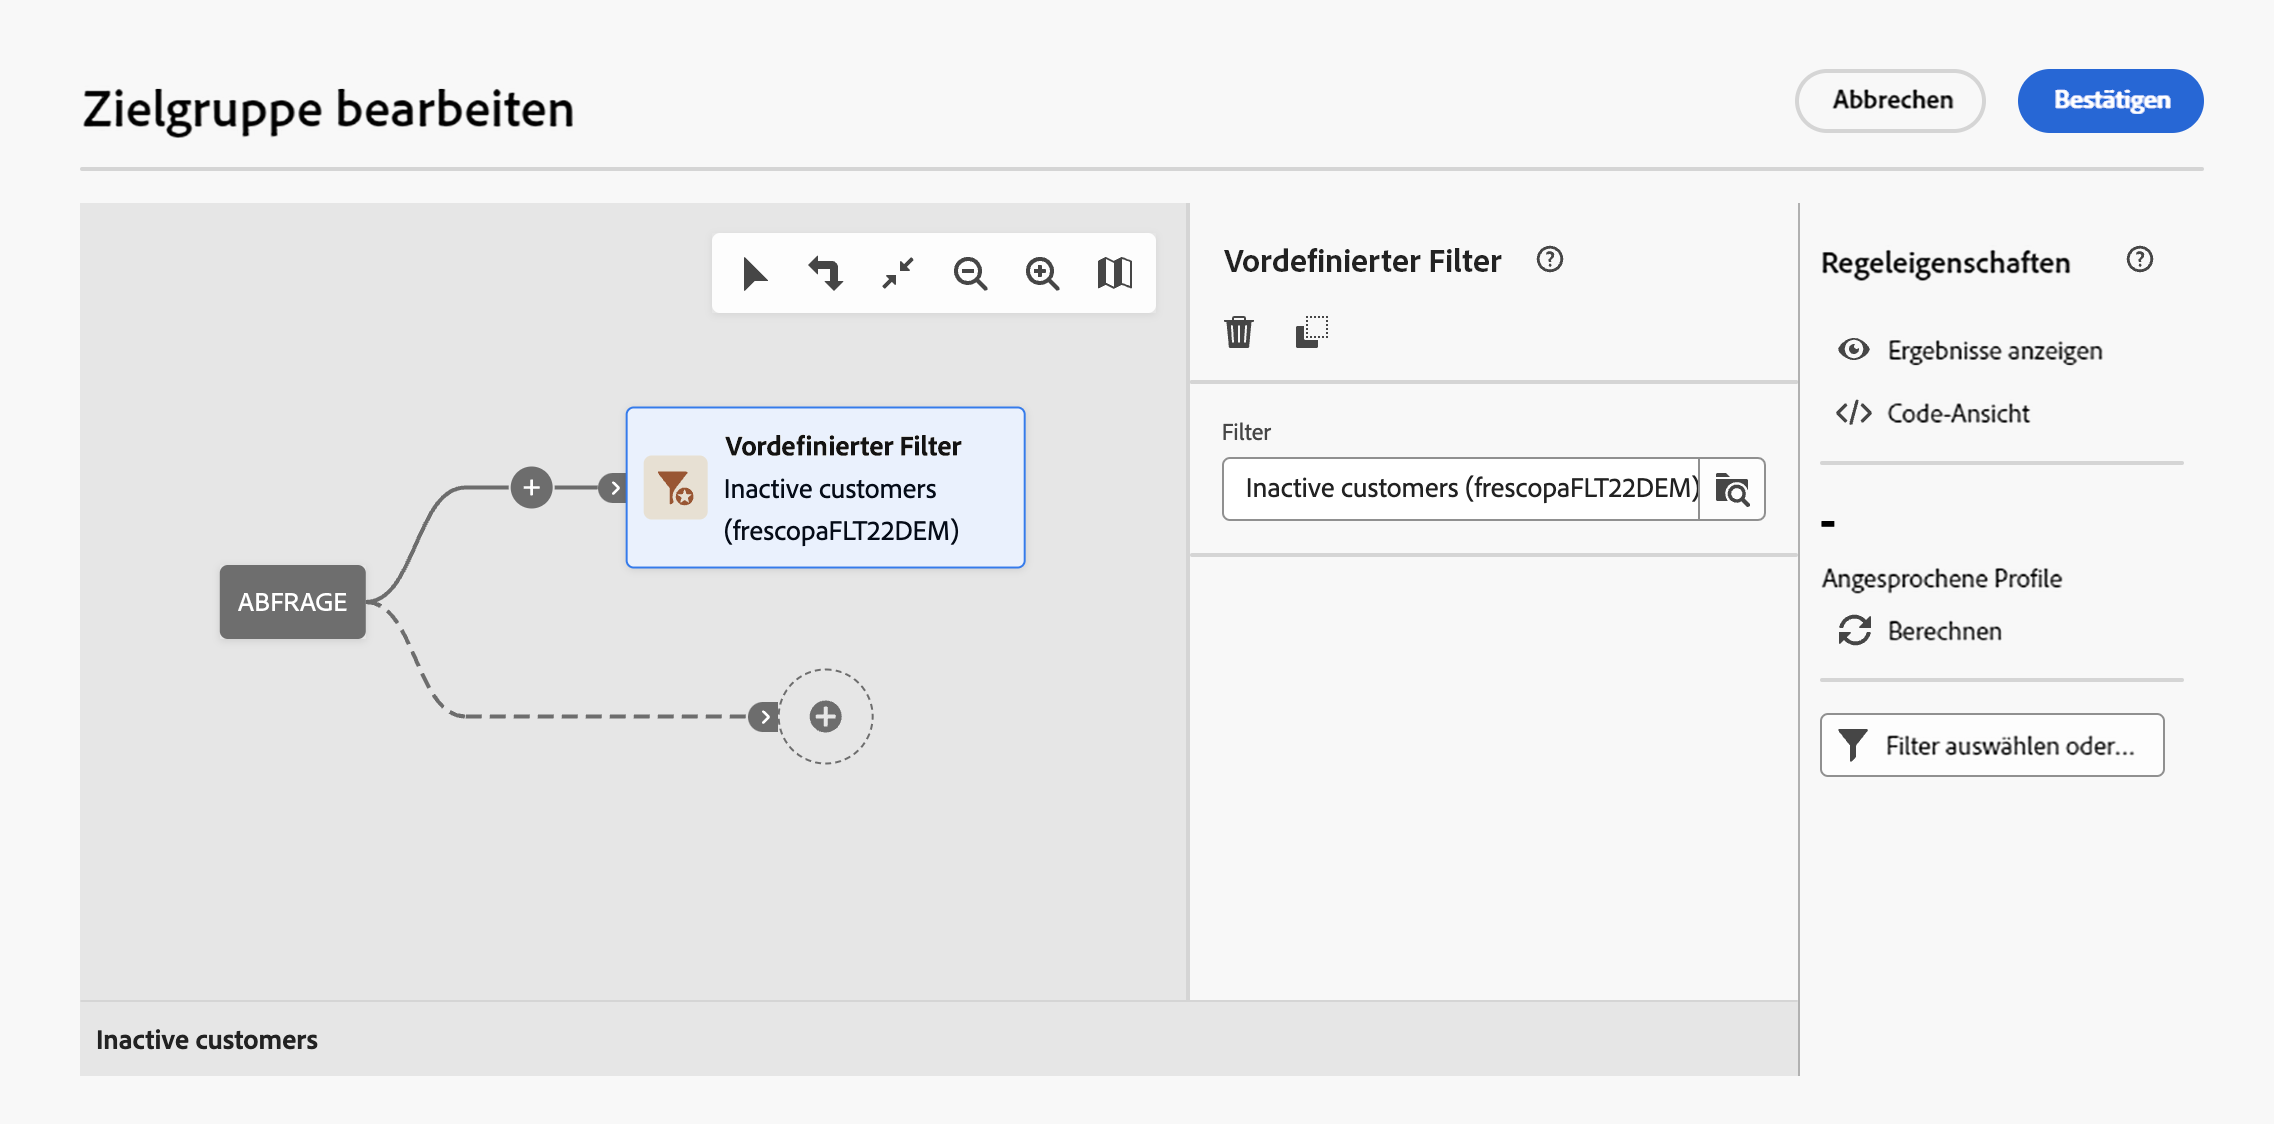 Zielgruppe bearbeiten
Abbrechen
Bestätigen
ABFRAGE
Vordefinierter Filter
Inactive customers
(frescopaFLT22DEM)
Inactive customers
Vordefinierter Filter
Filter
Inactive customers (frescopaFLT22DEM)
Regeleigenschaften
Ergebnisse anzeigen
Code-Ansicht
-
Angesprochene Profile
Berechnen
Filter auswählen oder...